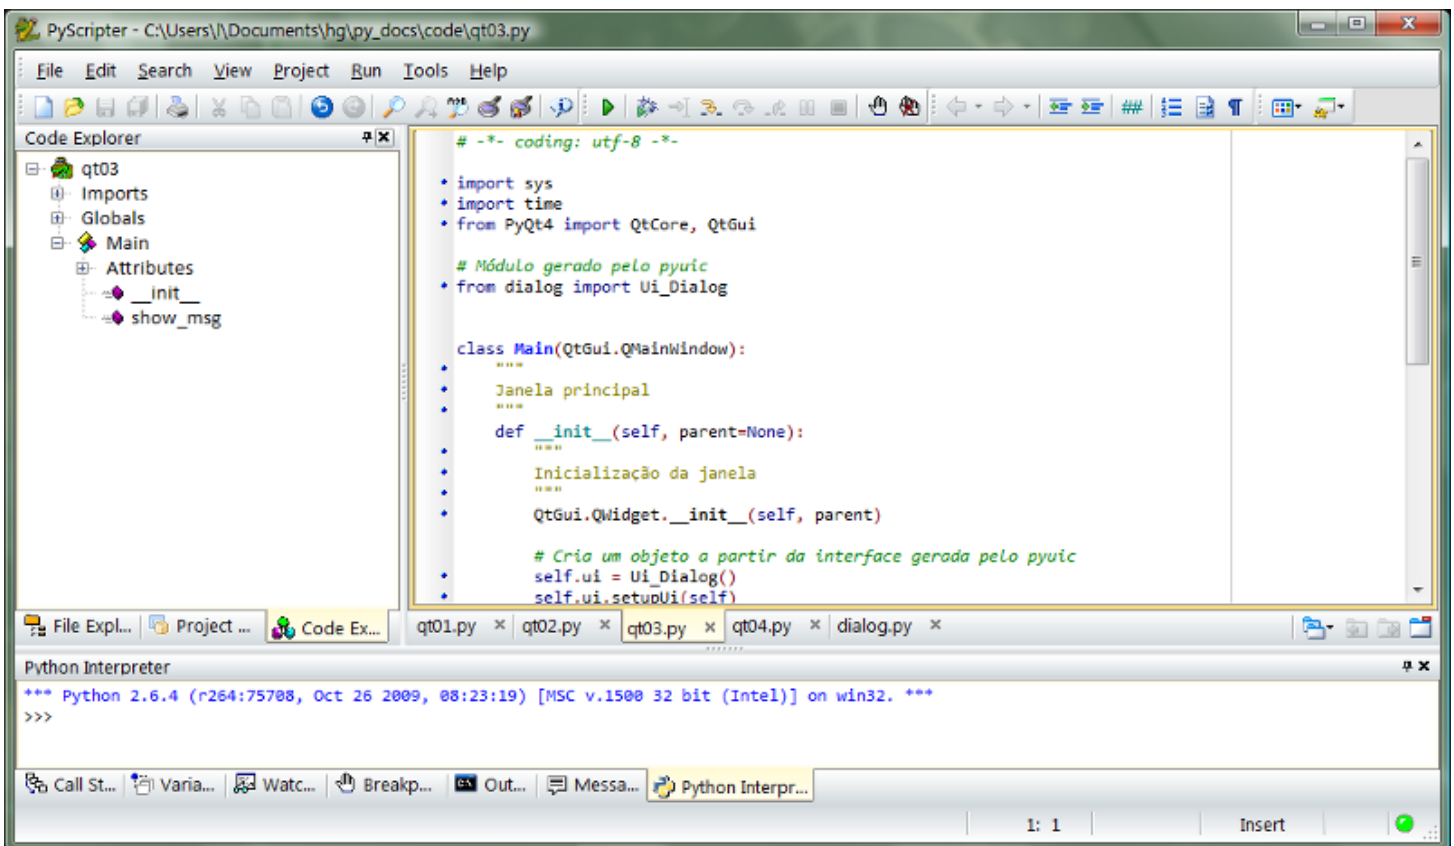 PyScripter - C:\Users\l\Documents\hg\py_docs\code\qt03.py
File Edit Search View Project Run Tools Help
Code Explorer
qt03
Imports
Globals
Main
Attributes
__init__
show_msg
# -*- coding: utf-8 -*-
import sys
import time
from PyQt4 import QtCore, QtGui
# Módulo gerado pelo pyuic
from dialog import Ui_Dialog
class Main(QtGui.QMainWindow):
"""
Janela principal
"""
def __init__(self, parent=None):
"""
Inicialização da janela
"""
QtGui.QWidget.__init__(self, parent)
# Cria um objeto a partir da interface gerada pelo pyuic
self.ui = Ui_Dialog()
self.ui.setupUi(self)
File Expl... Project ... Code Ex...
qt01.py × qt02.py × qt03.py × qt04.py × dialog.py ×
Python Interpreter
*** Python 2.6.4 (r264:75708, Oct 26 2009, 08:23:19) [MSC v.1500 32 bit (Intel)] on win32. ***
>>>
Call St... Varia... Watc... Breakp... Out... Messa... Python Interpr...
1: 1 Insert